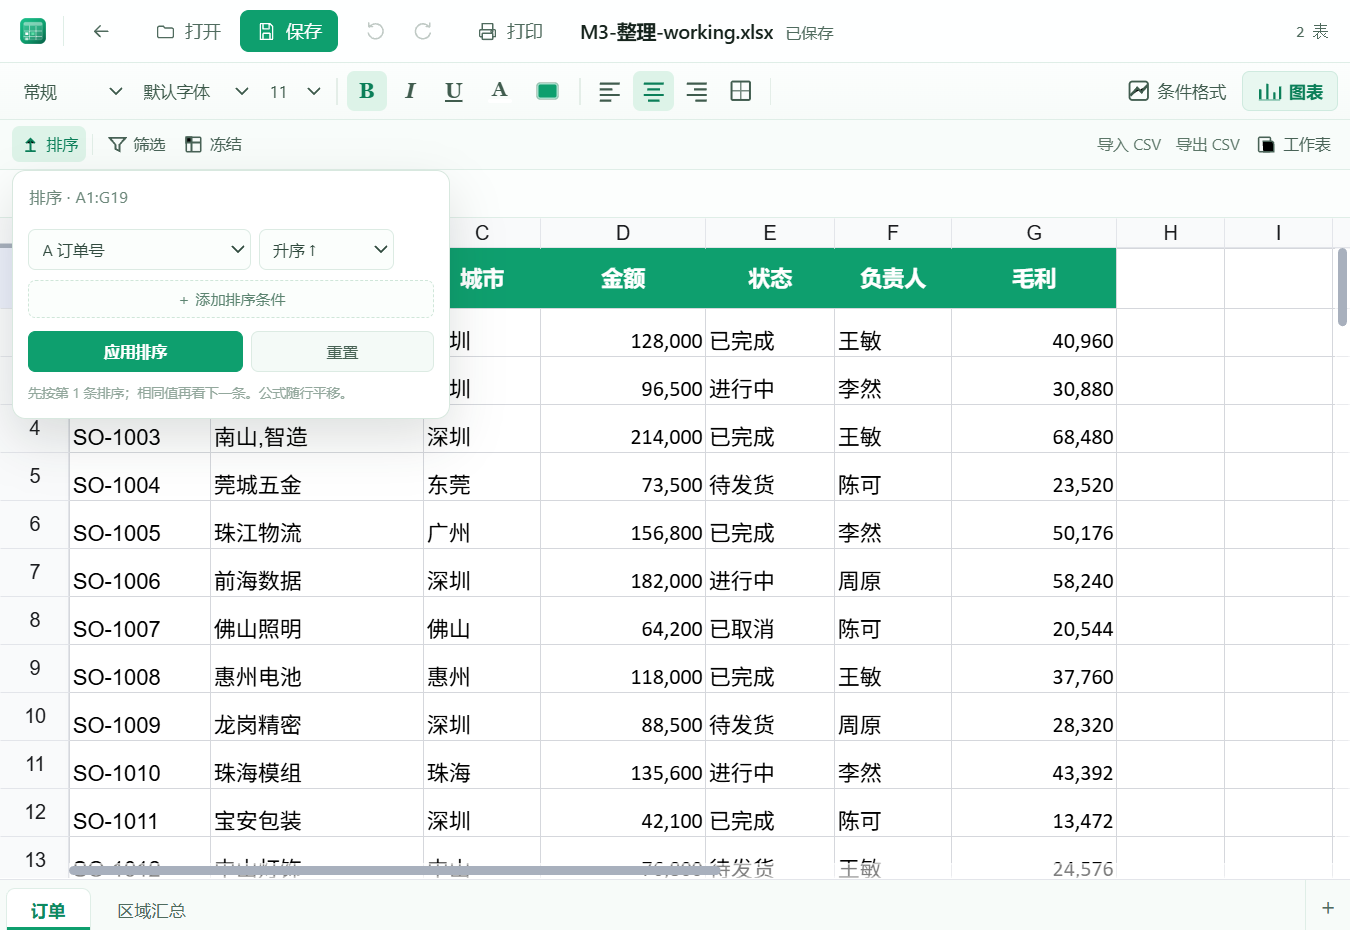 打开 保存 打印 M3-整理-working.xlsx 已保存 2 表
常规 默认字体 11 B I U A 条件格式 图表
排序 筛选 冻结 导入 CSV 导出 CSV 工作表
排序 · A1:G19
A 订单号 升序 ↑
+ 添加排序条件
应用排序 重置
先按第 1 条排序；相同值再看下一条。公式随行平移。
C D E F G H I
城市 金额 状态 负责人 毛利
圳 128,000 已完成 王敏 40,960
圳 96,500 进行中 李然 30,880
4 SO-1003 南山,智造 深圳 214,000 已完成 王敏 68,480
5 SO-1004 莞城五金 东莞 73,500 待发货 陈可 23,520
6 SO-1005 珠江物流 广州 156,800 已完成 李然 50,176
7 SO-1006 前海数据 深圳 182,000 进行中 周原 58,240
8 SO-1007 佛山照明 佛山 64,200 已取消 陈可 20,544
9 SO-1008 惠州电池 惠州 118,000 已完成 王敏 37,760
10 SO-1009 龙岗精密 深圳 88,500 待发货 周原 28,320
11 SO-1010 珠海模组 珠海 135,600 进行中 李然 43,392
12 SO-1011 宝安包装 深圳 42,100 已完成 陈可 13,472
13 SO-1012 中山灯饰 中山 76,800 待发货 王敏 24,576
订单 区域汇总 +